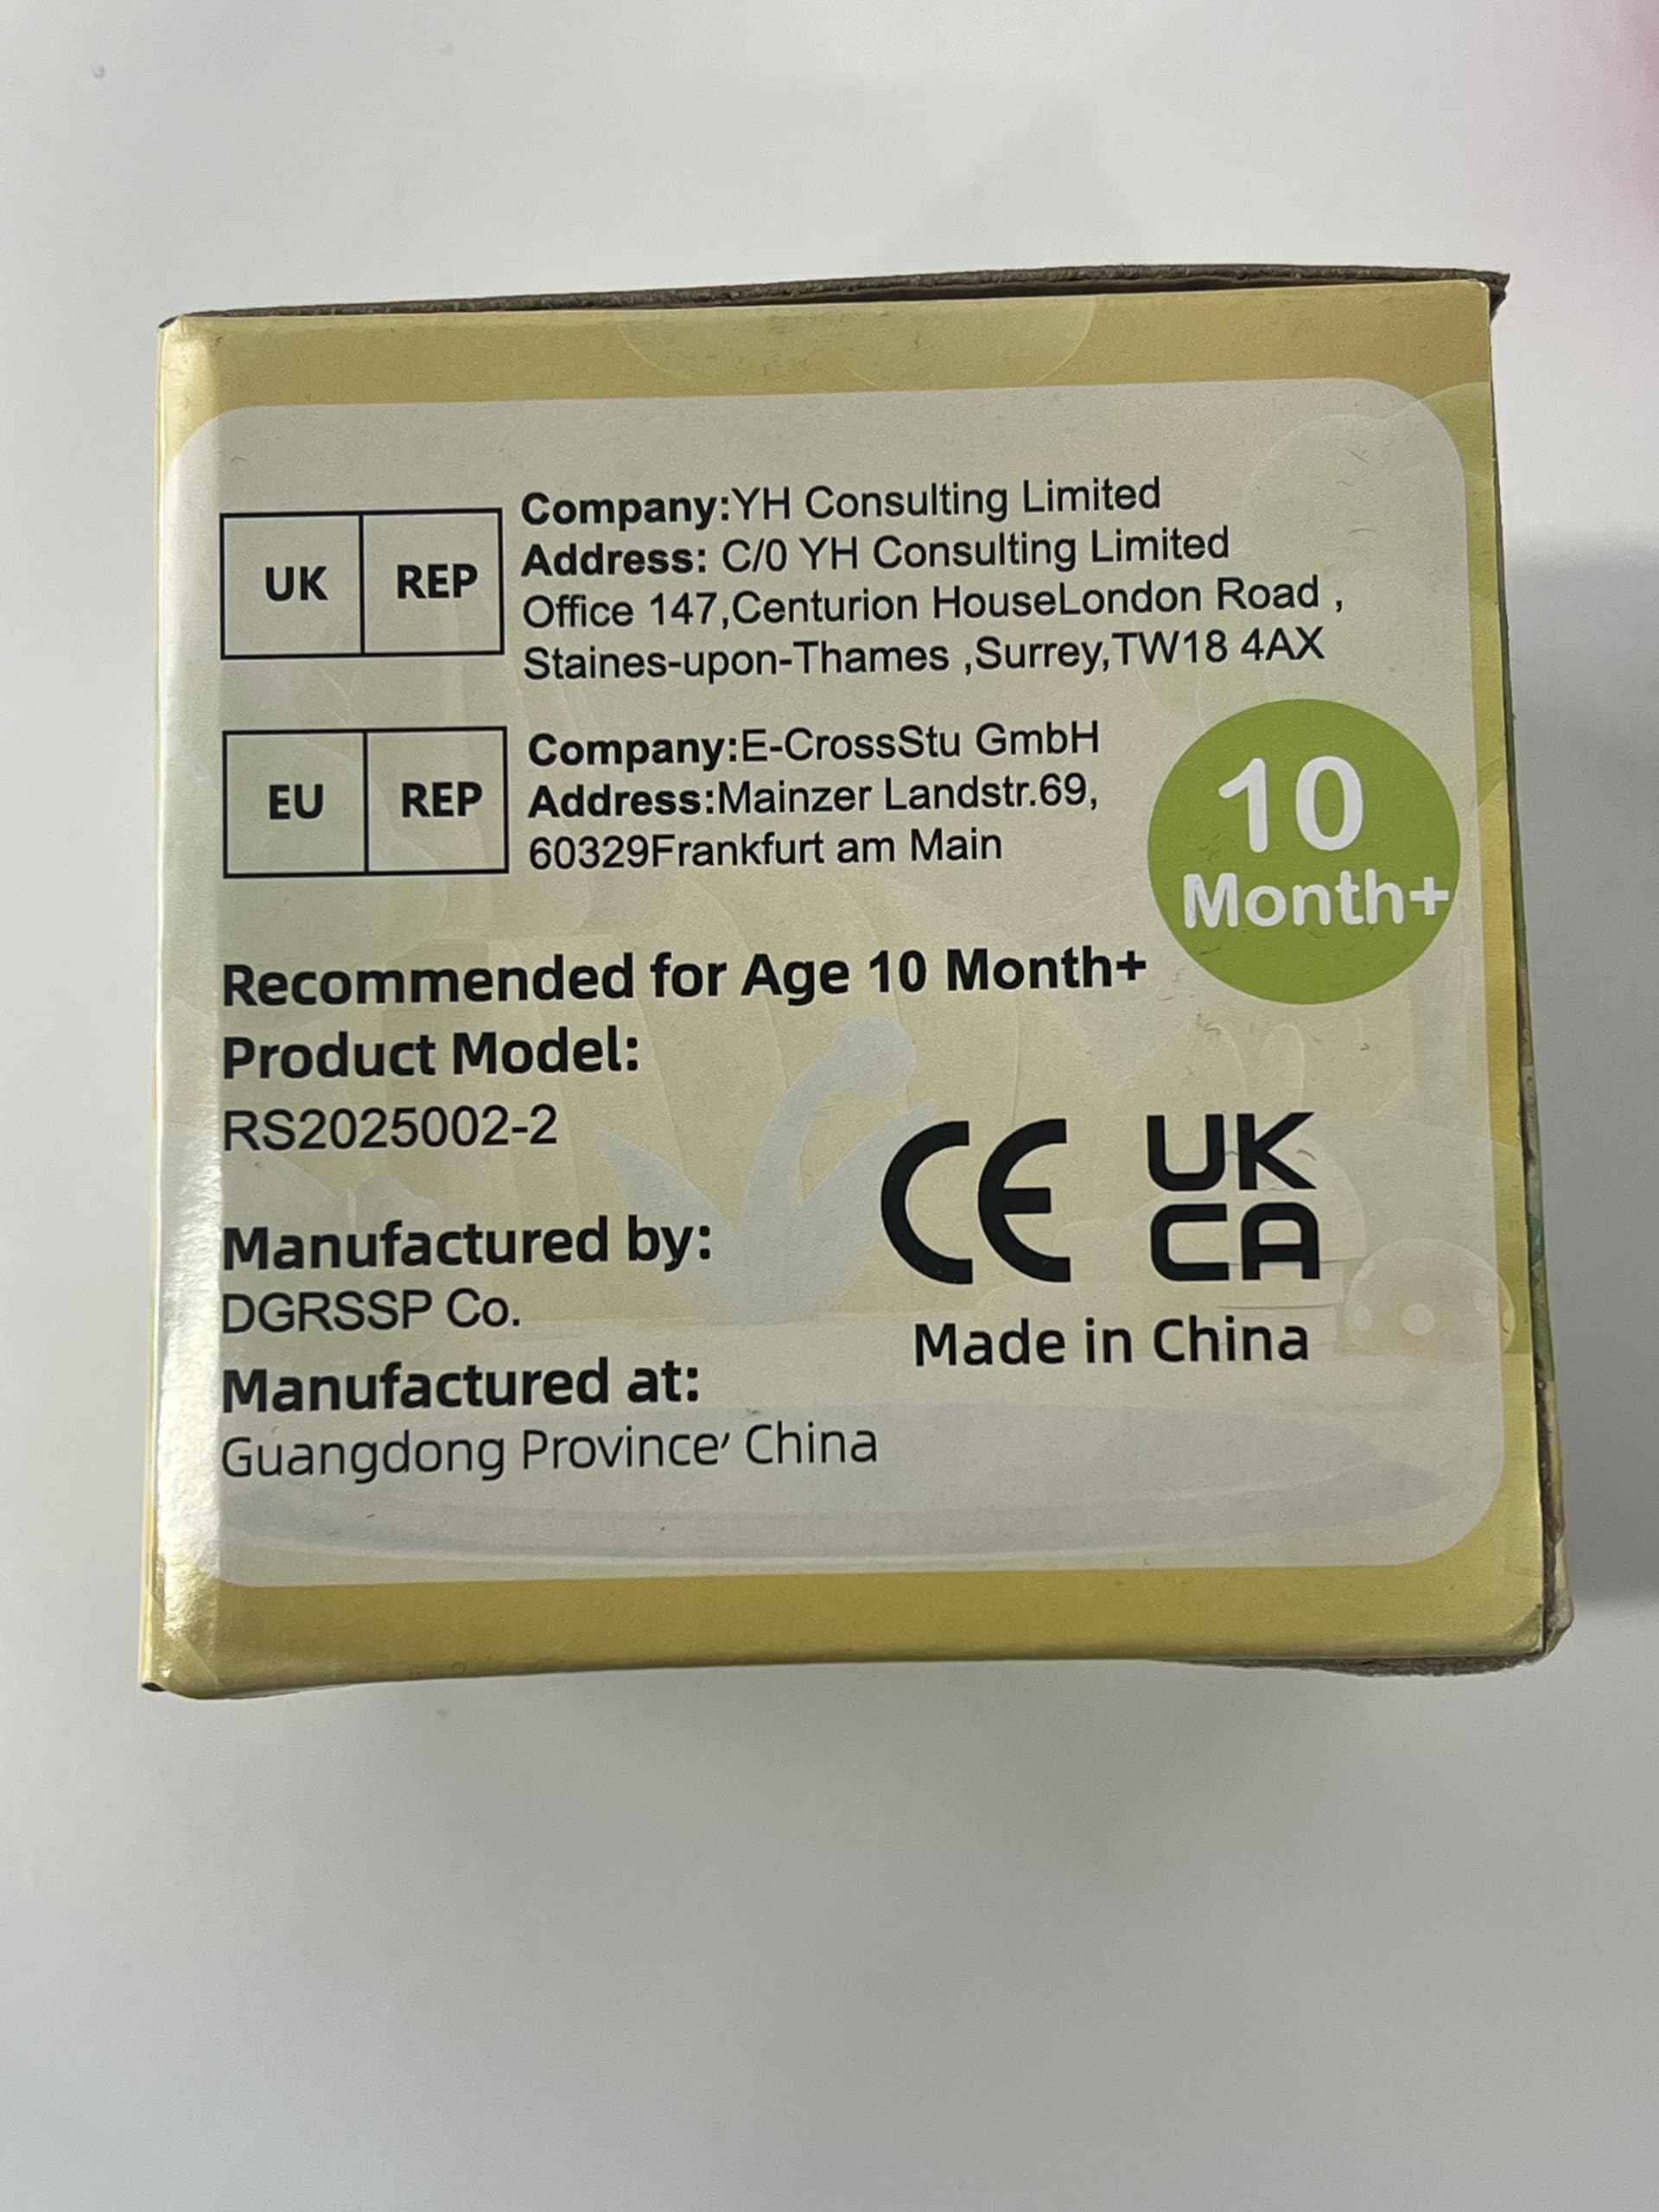 UK REP
Company:YH Consulting Limited
Address: C/0 YH Consulting Limited
Office 147,Centurion HouseLondon Road ,
Staines-upon-Thames ,Surrey,TW18 4AX
EU REP
Company:E-CrossStu GmbH
Address:Mainzer Landstr.69,
60329Frankfurt am Main
10
Month+
Recommended for Age 10 Month+
Product Model:
RS2025002-2
CE
UK
CA
Manufactured by:
DGRSSP Co.
Made in China
Manufactured at:
Guangdong Province' China